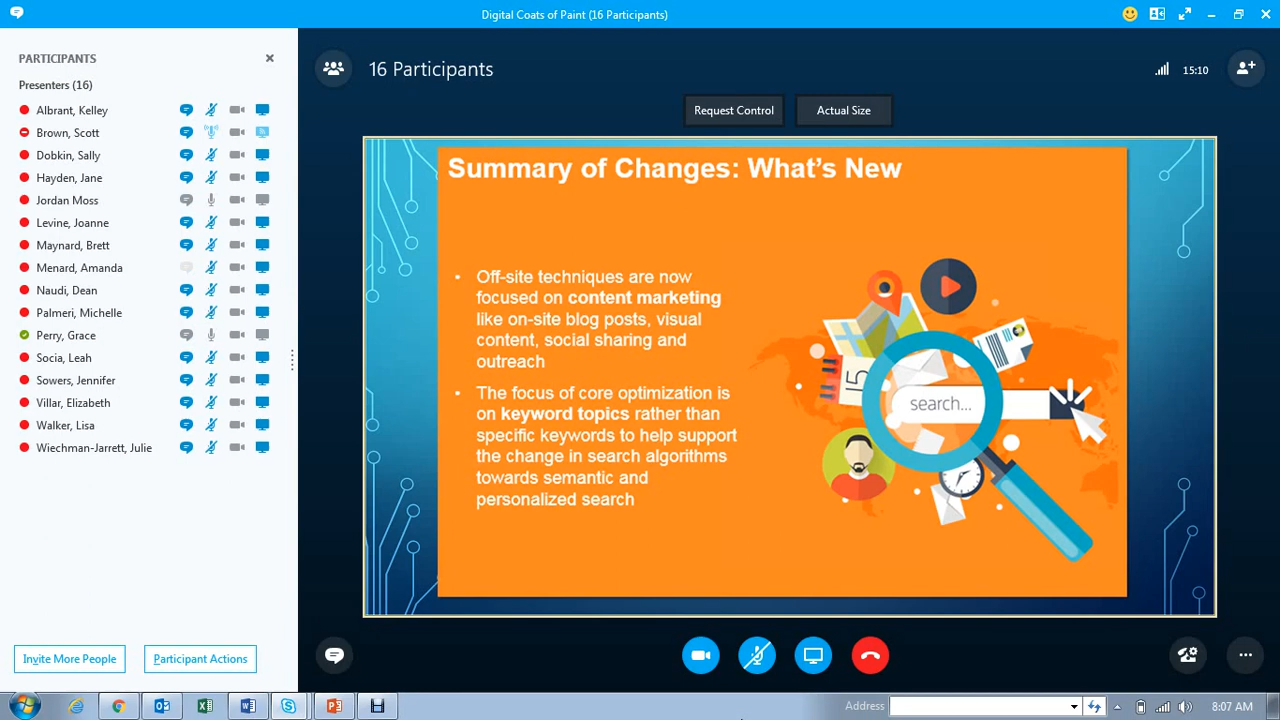 Digital Coats of Paint (16 Participants)
PARTICIPANTS
Presenters (16)
Albrant, Kelley
Brown, Scott
Dobkin, Sally
Hayden, Jane
Jordan Moss
Levine, Joanne
Maynard, Brett
Menard, Amanda
Naudi, Dean
Palmeri, Michelle
Perry, Grace
Socia, Leah
Sowers, Jennifer
Villar, Elizabeth
Walker, Lisa
Wiechman-Jarrett, Julie
Invite More People
Participant Actions
16 Participants
15:10
Request Control
Actual Size
Summary of Changes: What's New
• Off-site techniques are now
focused on content marketing
like on-site blog posts, visual
content, social sharing and
outreach
• The focus of core optimization is
on keyword topics rather than
specific keywords to help support
the change in search algorithms
towards semantic and
personalized search
15
search...
Address
8:07 AM